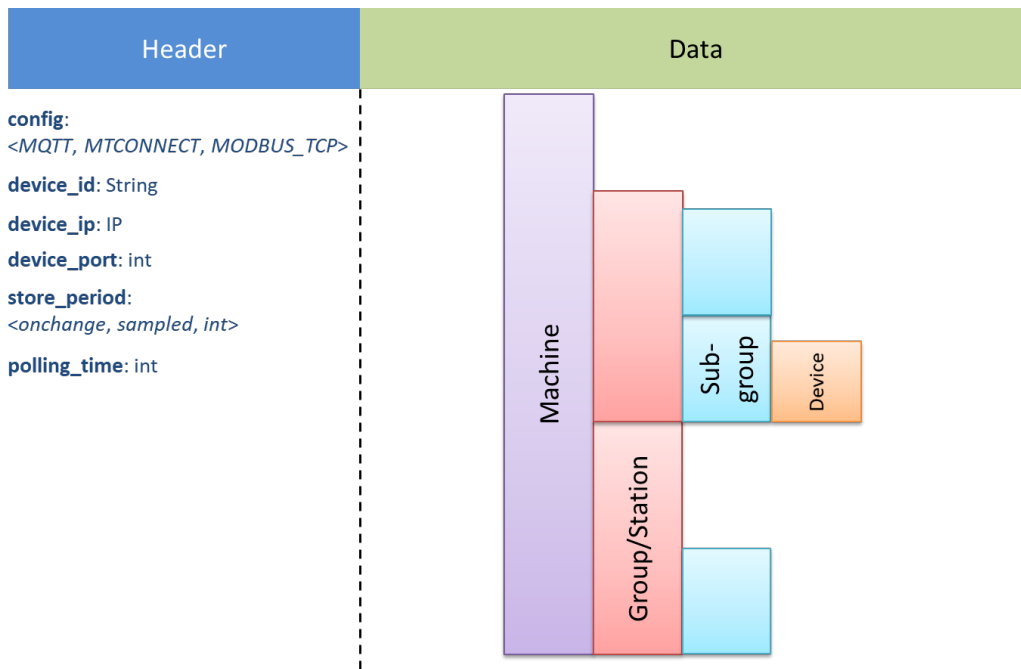 Header
Data
config:
<MQTT, MTCONNECT, MODBUS_TCP>
device_id: String
device_ip: IP
device_port: int
store_period:
<onchange, sampled, int>
polling_time: int
Machine
Group/Station
Sub-
group
Device